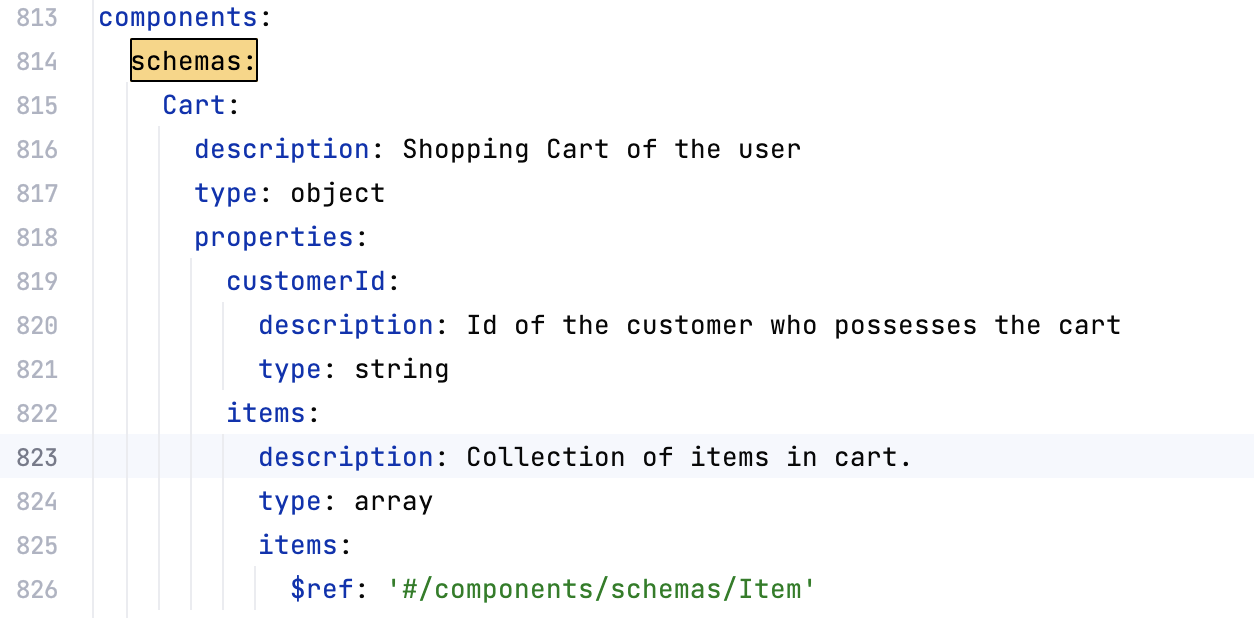 813 components:
814   schemas:
815     Cart:
816       description: Shopping Cart of the user
817       type: object
818       properties:
819         customerId:
820           description: Id of the customer who possesses the cart
821           type: string
822         items:
823           description: Collection of items in cart.
824           type: array
825           items:
826             $ref: '#/components/schemas/Item'